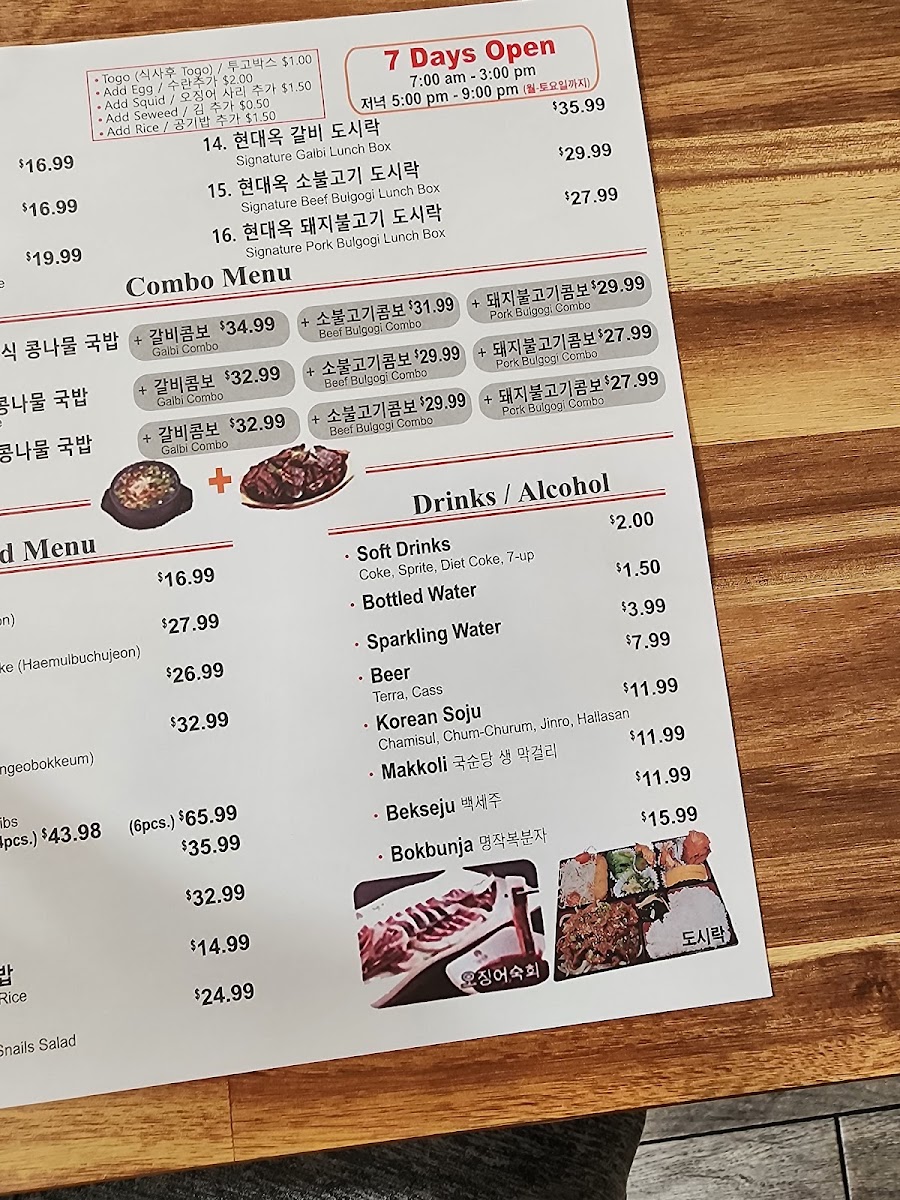 • Togo (식사후 Togo) / 투고박스 $1.00
• Add Egg / 수란추가 $2.00
• Add Squid / 오징어 사리 추가 $1.50
• Add Seweed / 김 추가 $0.50
• Add Rice / 공기밥 추가 $1.50
7 Days Open
7:00 am - 3:00 pm
저녁 5:00 pm - 9:00 pm (월-토요일까지)
$16.99
$16.99
$19.99
e
14. 현대옥 갈비 도시락 $35.99
Signature Galbi Lunch Box
15. 현대옥 소불고기 도시락 $29.99
Signature Beef Bulgogi Lunch Box
16. 현대옥 돼지불고기 도시락 $27.99
Signature Pork Bulgogi Lunch Box
Combo Menu
식 콩나물 국밥 + 갈비콤보 $34.99 + 소불고기콤보 $31.99 + 돼지불고기콤보 $29.99
Galbi Combo Beef Bulgogi Combo Pork Bulgogi Combo
콩나물 국밥 + 갈비콤보 $32.99 + 소불고기콤보 $29.99 + 돼지불고기콤보 $27.99
Galbi Combo Beef Bulgogi Combo Pork Bulgogi Combo
콩나물 국밥 + 갈비콤보 $32.99 + 소불고기콤보 $29.99 + 돼지불고기콤보 $27.99
Galbi Combo Beef Bulgogi Combo Pork Bulgogi Combo
+
d Menu
$16.99
on)
$27.99
ke (Haemulbuchujeon)
$26.99
$32.99
ngeobokkeum)
ibs
pcs.) $43.98 (6pcs.) $65.99
$35.99
$32.99
$14.99
밥
Rice
$24.99
Snails Salad
Drinks / Alcohol
• Soft Drinks $2.00
Coke, Sprite, Diet Coke, 7-up
• Bottled Water $1.50
• Sparkling Water $3.99
• Beer $7.99
Terra, Cass
• Korean Soju $11.99
Chamisul, Chum-Churum, Jinro, Hallasan
• Makkoli 국순당 생 막걸리 $11.99
• Bekseju 백세주 $11.99
• Bokbunja 명작복분자 $15.99
오징어숙회
도시락